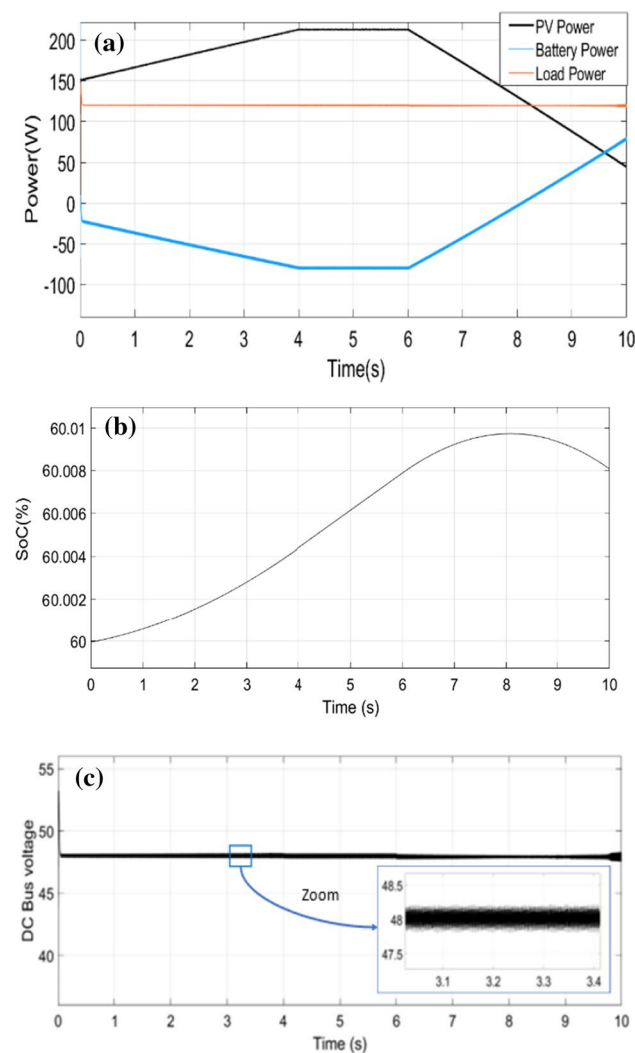 (a)
PV Power
Battery Power
Load Power
Power(W)
200
150
100
50
0
-50
-100
0 1 2 3 4 5 6 7 8 9 10
Time(s)
(b)
SoC(%)
60.01
60.008
60.006
60.004
60.002
60
0 1 2 3 4 5 6 7 8 9 10
Time (s)
(c)
DC Bus voltage
55
50
45
40
Zoom
48.5
48
47.5
3.1 3.2 3.3 3.4
0 1 2 3 4 5 6 7 8 9 10
Time (s)